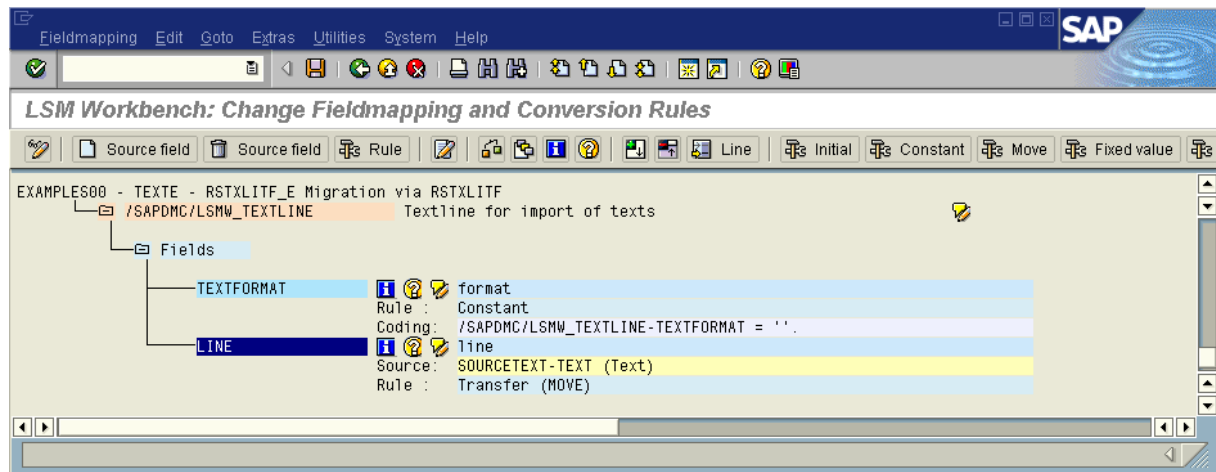 Fieldmapping Edit Goto Extras Utilities System Help
SAP
LSM Workbench: Change Fieldmapping and Conversion Rules
Source field Source field Rule Line Initial Constant Move Fixed value
EXAMPLES00 - TEXTE - RSTXLITF_E Migration via RSTXLITF
/SAPDMC/LSMW_TEXTLINE Textline for import of texts
Fields
TEXTFORMAT format
Rule : Constant
Coding: /SAPDMC/LSMW_TEXTLINE-TEXTFORMAT = ''.
LINE line
Source: SOURCETEXT-TEXT (Text)
Rule : Transfer (MOVE)